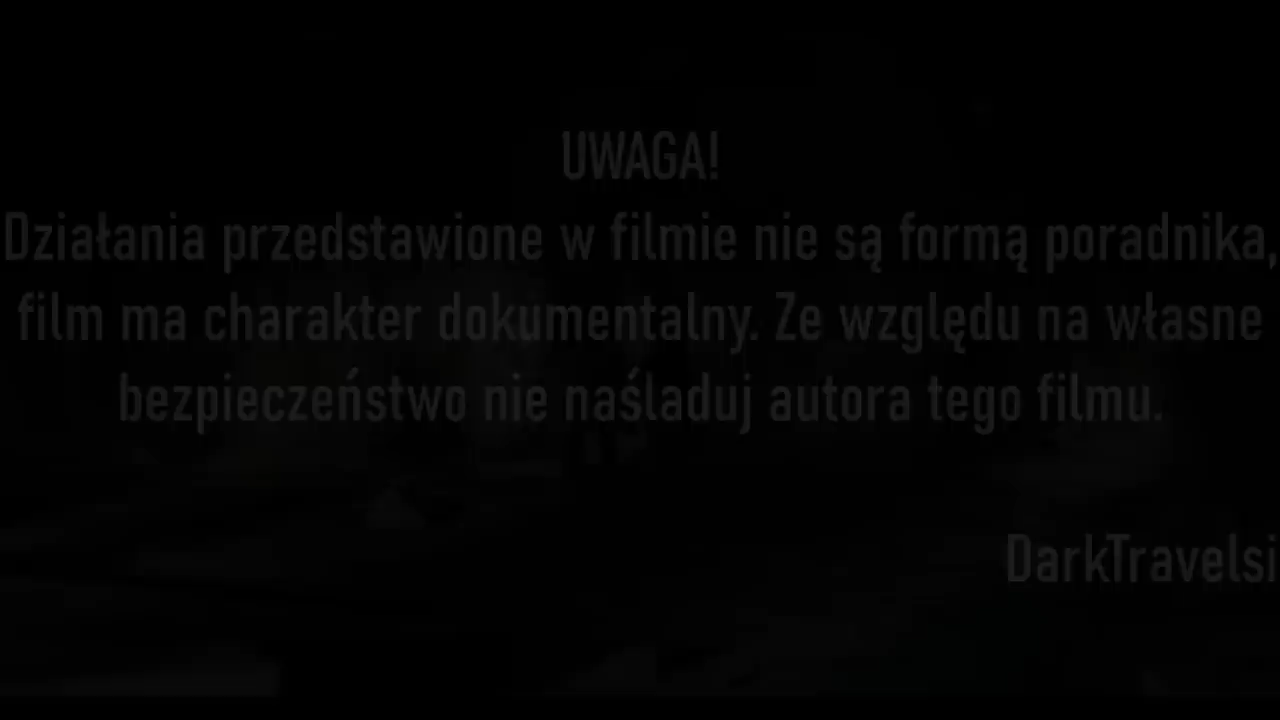 UWAGA!
Działania przedstawione w filmie nie są formą poradnika,
film ma charakter dokumentalny. Ze względu na własne
bezpieczeństwo nie naśladuj autora tego filmu.
DarkTravelsi